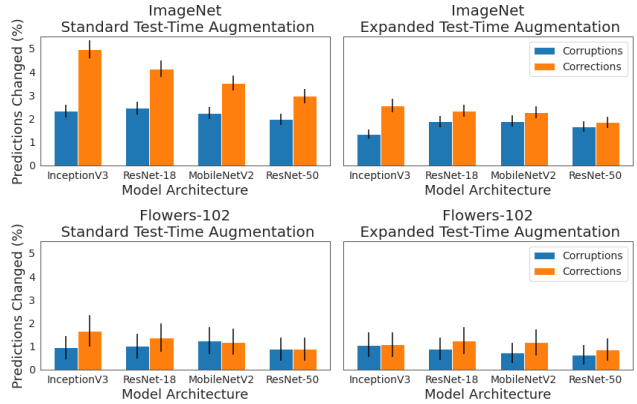 ImageNet
Standard Test-Time Augmentation
Predictions Changed (%)
5
4
3
2
1
0
InceptionV3 ResNet-18 MobileNetV2 ResNet-50
Model Architecture
ImageNet
Expanded Test-Time Augmentation
Corruptions
Corrections
InceptionV3 ResNet-18 MobileNetV2 ResNet-50
Model Architecture
Flowers-102
Standard Test-Time Augmentation
Predictions Changed (%)
5
4
3
2
1
0
InceptionV3 ResNet-18 MobileNetV2 ResNet-50
Model Architecture
Flowers-102
Expanded Test-Time Augmentation
Corruptions
Corrections
InceptionV3 ResNet-18 MobileNetV2 ResNet-50
Model Architecture